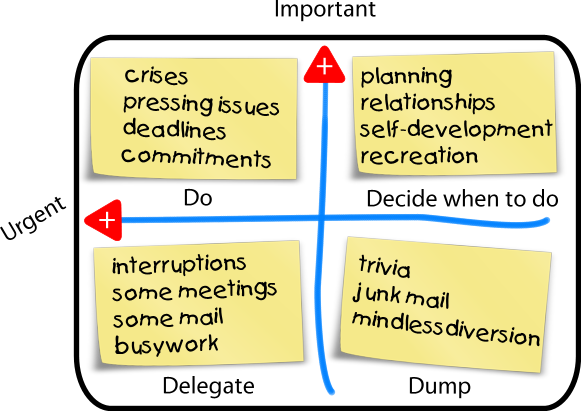 Important
+
crises
pressing issues
deadlines
commitments
Do
planning
relationships
self-development
recreation
Decide when to do
Urgent
+
interruptions
some meetings
some mail
busywork
Delegate
trivia
junk mail
mindless diversion
Dump